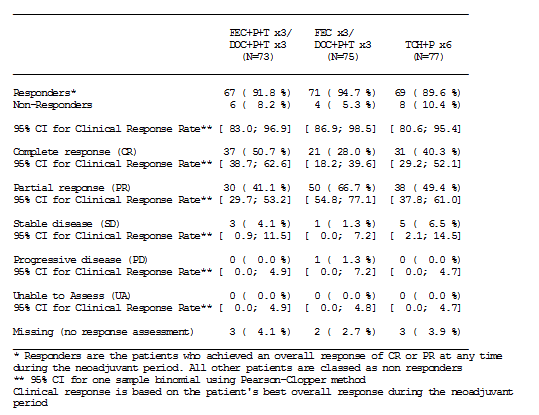 FEC+P+T x3/ FEC x3/
DOC+P+T x3 DOC+P+T x3 TCH+P x6
(N=73) (N=75) (N=77)
Responders* 67 ( 91.8 %) 71 ( 94.7 %) 69 ( 89.6 %)
Non-Responders 6 ( 8.2 %) 4 ( 5.3 %) 8 ( 10.4 %)
95% CI for Clinical Response Rate** [ 83.0; 96.9] [ 86.9; 98.5] [ 80.6; 95.4]
Complete response (CR) 37 ( 50.7 %) 21 ( 28.0 %) 31 ( 40.3 %)
95% CI for Clinical Response Rate** [ 38.7; 62.6] [ 18.2; 39.6] [ 29.2; 52.1]
Partial response (PR) 30 ( 41.1 %) 50 ( 66.7 %) 38 ( 49.4 %)
95% CI for Clinical Response Rate** [ 29.7; 53.2] [ 54.8; 77.1] [ 37.8; 61.0]
Stable disease (SD) 3 ( 4.1 %) 1 ( 1.3 %) 5 ( 6.5 %)
95% CI for Clinical Response Rate** [ 0.9; 11.5] [ 0.0; 7.2] [ 2.1; 14.5]
Progressive disease (PD) 0 ( 0.0 %) 1 ( 1.3 %) 0 ( 0.0 %)
95% CI for Clinical Response Rate** [ 0.0; 4.9] [ 0.0; 7.2] [ 0.0; 4.7]
Unable to Assess (UA) 0 ( 0.0 %) 0 ( 0.0 %) 0 ( 0.0 %)
95% CI for Clinical Response Rate** [ 0.0; 4.9] [ 0.0; 4.8] [ 0.0; 4.7]
Missing (no response assessment) 3 ( 4.1 %) 2 ( 2.7 %) 3 ( 3.9 %)
* Responders are the patients who achieved an overall response of CR or PR at any time
during the neoadjuvant period. All other patients are classed as non responders
** 95% CI for one sample binomial using Pearson-Clopper method
Clinical response is based on the patient's best overall response during the neoadjuvant
period